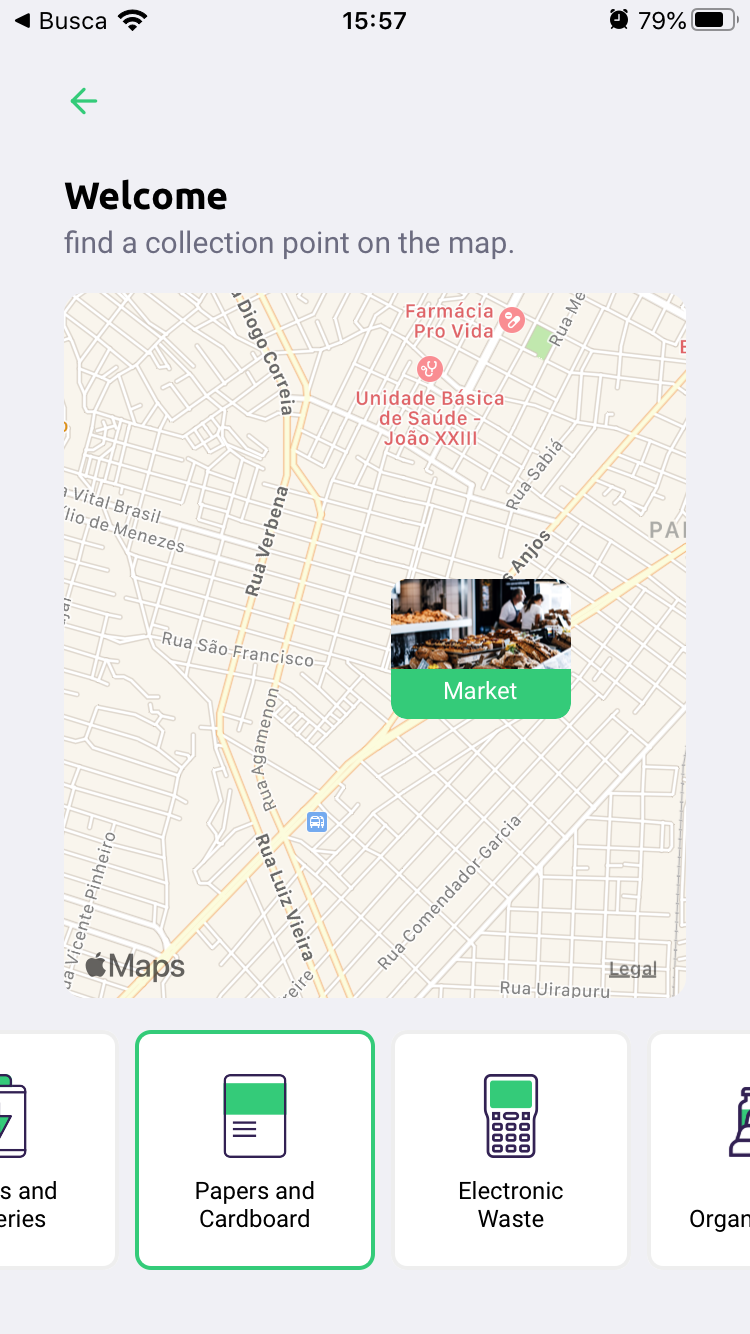 Busca
15:57
79%
Welcome
find a collection point on the map.
Diogo Correia
Farmácia
Pro Vida
Rua Me
Unidade Básica
de Saúde -
João XXIII
E
Rua Sabiá
Vital Brasil
lio de Menezes
Rua Verbena
PAI
s Anjos
Rua São Francisco
Market
Rua Agamenon
Rua Luiz Vieira
Rua Comendador Garcia
ua Vicente Pinheiro
Maps
eire
Legal
Rua Uirapuru
s and
eries
Papers and
Cardboard
Electronic
Waste
Organ